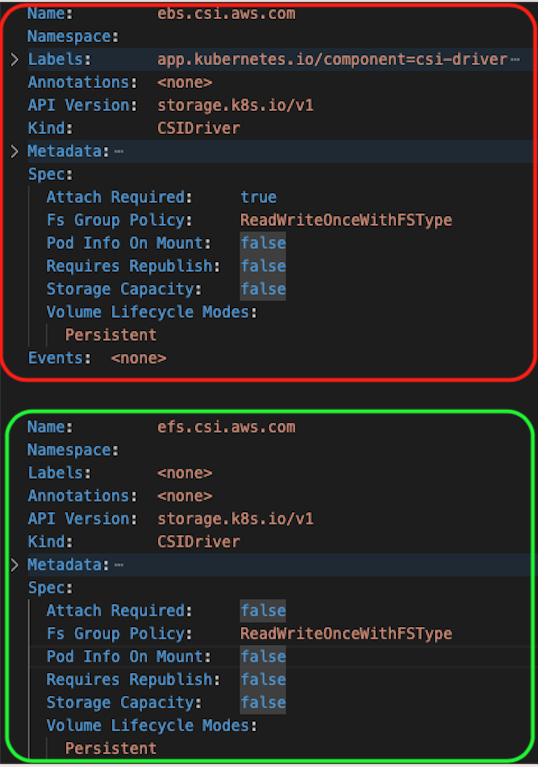 Name: ebs.csi.aws.com
Namespace:
Labels: app.kubernetes.io/component=csi-driver…
Annotations: <none>
API Version: storage.k8s.io/v1
Kind: CSIDriver
Metadata: …
Spec:
Attach Required: true
Fs Group Policy: ReadWriteOnceWithFSType
Pod Info On Mount: false
Requires Republish: false
Storage Capacity: false
Volume Lifecycle Modes:
Persistent
Events: <none>
Name: efs.csi.aws.com
Namespace:
Labels: <none>
Annotations: <none>
API Version: storage.k8s.io/v1
Kind: CSIDriver
Metadata: …
Spec:
Attach Required: false
Fs Group Policy: ReadWriteOnceWithFSType
Pod Info On Mount: false
Requires Republish: false
Storage Capacity: false
Volume Lifecycle Modes:
Persistent